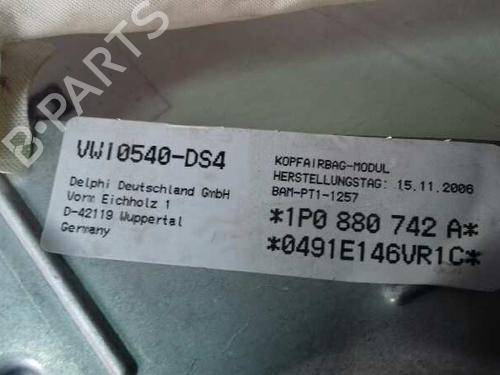 VWI0540-DS4
Delphi Deutschland GmbH
Vorm Eichholz 1
D-42119 Wuppertal
Germany
KOPFAIRBAG-MODUL
HERSTELLUNGSTAG: 15.11.2006
BAM-PT1-1257
*1P0 880 742 A*
*0491E146VR1C*
B-PARTS